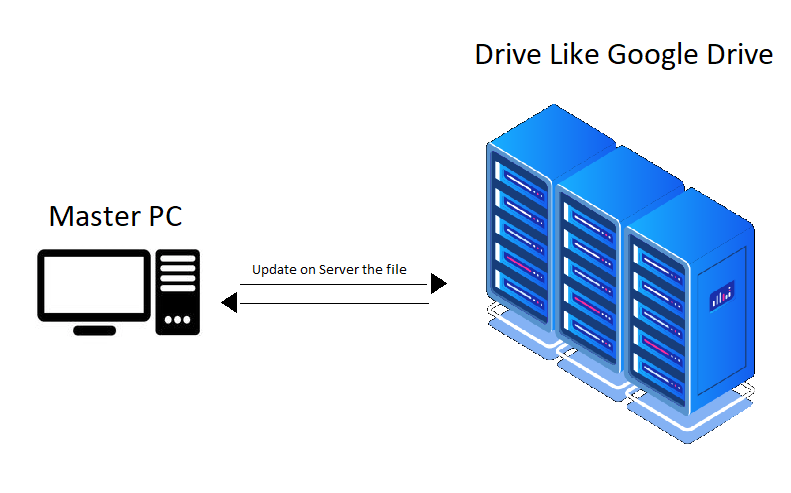 Drive Like Google Drive
Master PC
Update on Server the file